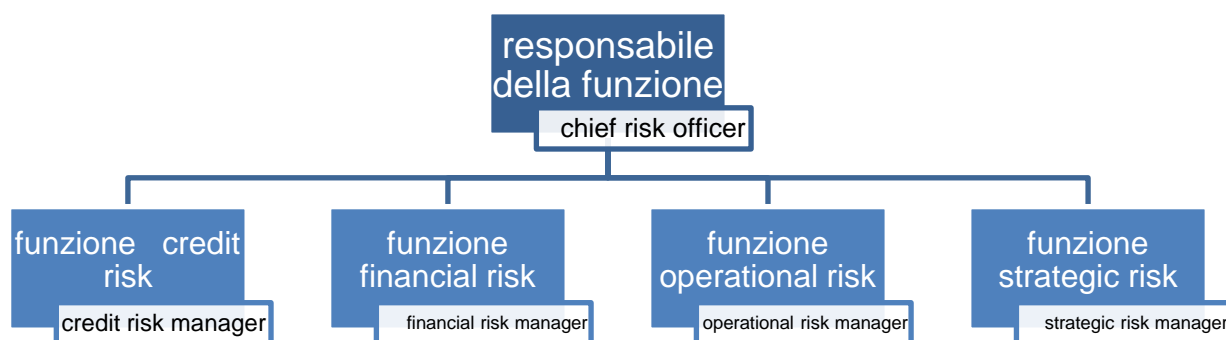 responsabile
della funzione
chief risk officer
funzione credit
risk
credit risk manager
funzione
financial risk
financial risk manager
funzione
operational risk
operational risk manager
funzione
strategic risk
strategic risk manager